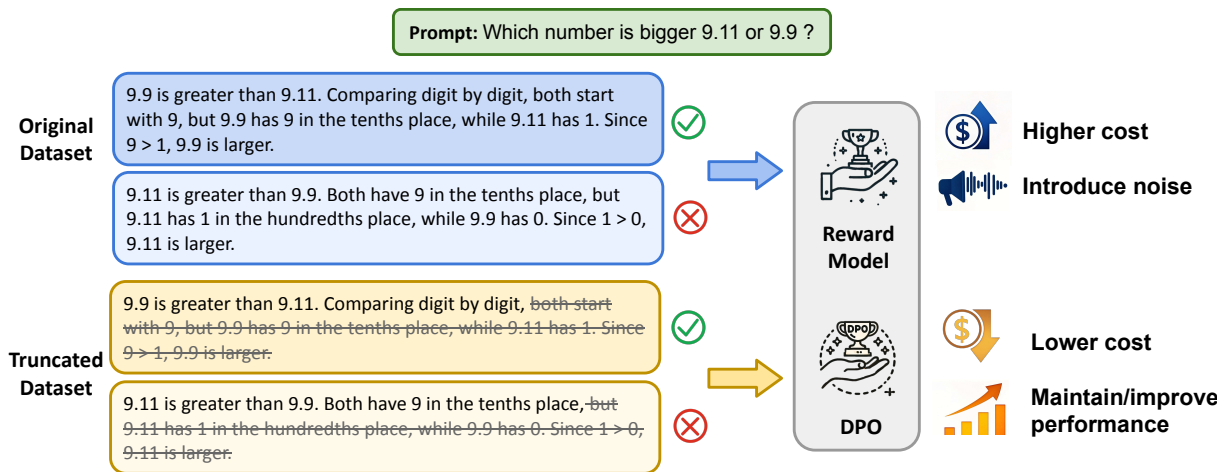 Prompt: Which number is bigger 9.11 or 9.9 ?
Original
Dataset
9.9 is greater than 9.11. Comparing digit by digit, both start
with 9, but 9.9 has 9 in the tenths place, while 9.11 has 1. Since
9 > 1, 9.9 is larger.
9.11 is greater than 9.9. Both have 9 in the tenths place, but
9.11 has 1 in the hundredths place, while 9.9 has 0. Since 1 > 0,
9.11 is larger.
Truncated
Dataset
9.9 is greater than 9.11. Comparing digit by digit, both start
with 9, but 9.9 has 9 in the tenths place, while 9.11 has 1. Since
9 > 1, 9.9 is larger.
9.11 is greater than 9.9. Both have 9 in the tenths place, but
9.11 has 1 in the hundredths place, while 9.9 has 0. Since 1 > 0,
9.11 is larger.
Reward
Model
DPO
DPO
$
Higher cost
Introduce noise
$
Lower cost
Maintain/improve
performance